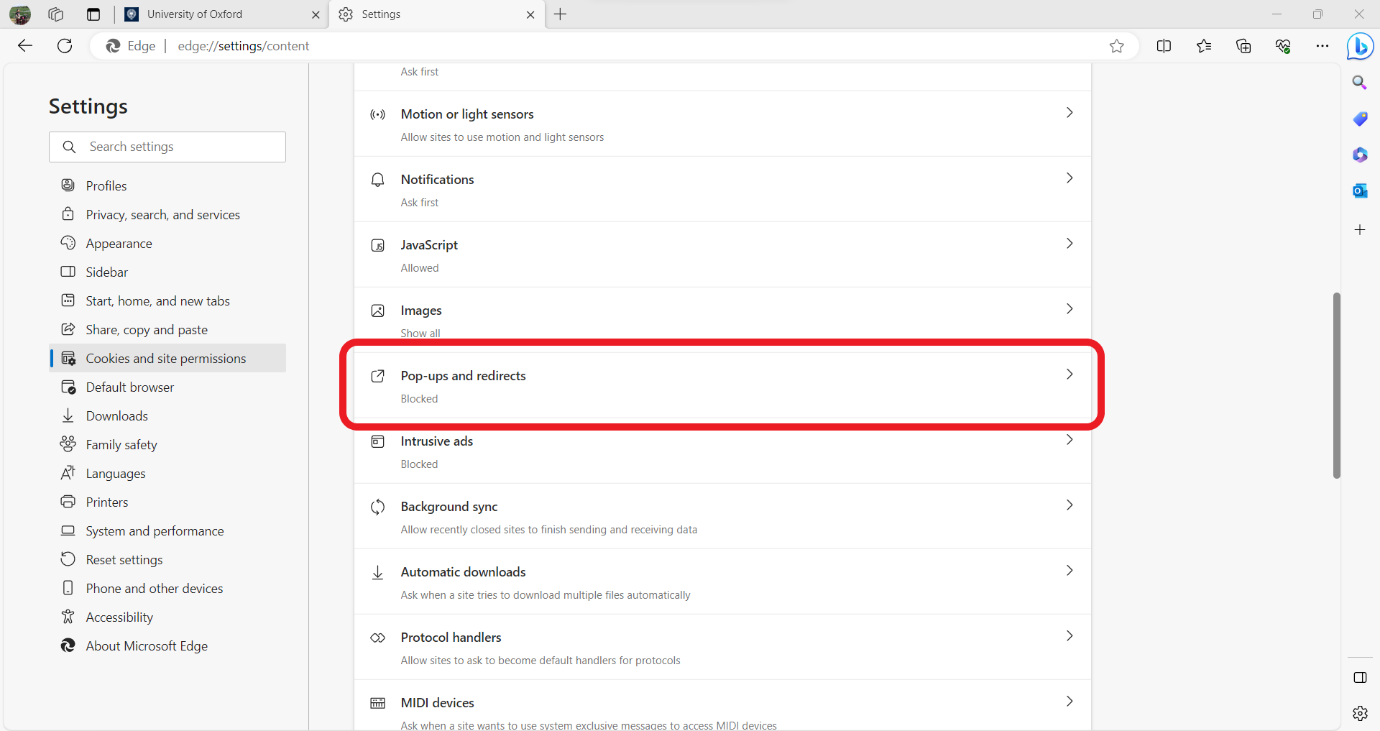 University of Oxford
Settings
Edge | edge://settings/content
Settings
Search settings
Profiles
Privacy, search, and services
Appearance
Sidebar
Start, home, and new tabs
Share, copy and paste
Cookies and site permissions
Default browser
Downloads
Family safety
Languages
Printers
System and performance
Reset settings
Phone and other devices
Accessibility
About Microsoft Edge
Ask first
Motion or light sensors
Allow sites to use motion and light sensors
Notifications
Ask first
JavaScript
Allowed
Images
Show all
Pop-ups and redirects
Blocked
Intrusive ads
Blocked
Background sync
Allow recently closed sites to finish sending and receiving data
Automatic downloads
Ask when a site tries to download multiple files automatically
Protocol handlers
Allow sites to ask to become default handlers for protocols
MIDI devices
Ask when a site wants to use system exclusive messages to access MIDI devices